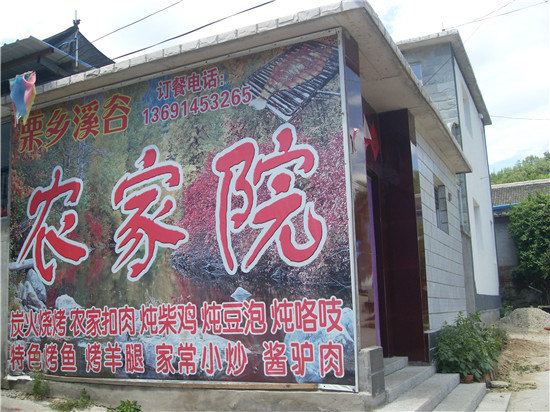 订餐电话:
13691453265
栗乡溪谷
农家院
炭火烧烤 农家扣肉 炖柴鸡 炖豆泡 炖咯吱
特色烤鱼 烤羊腿 家常小炒 酱驴肉